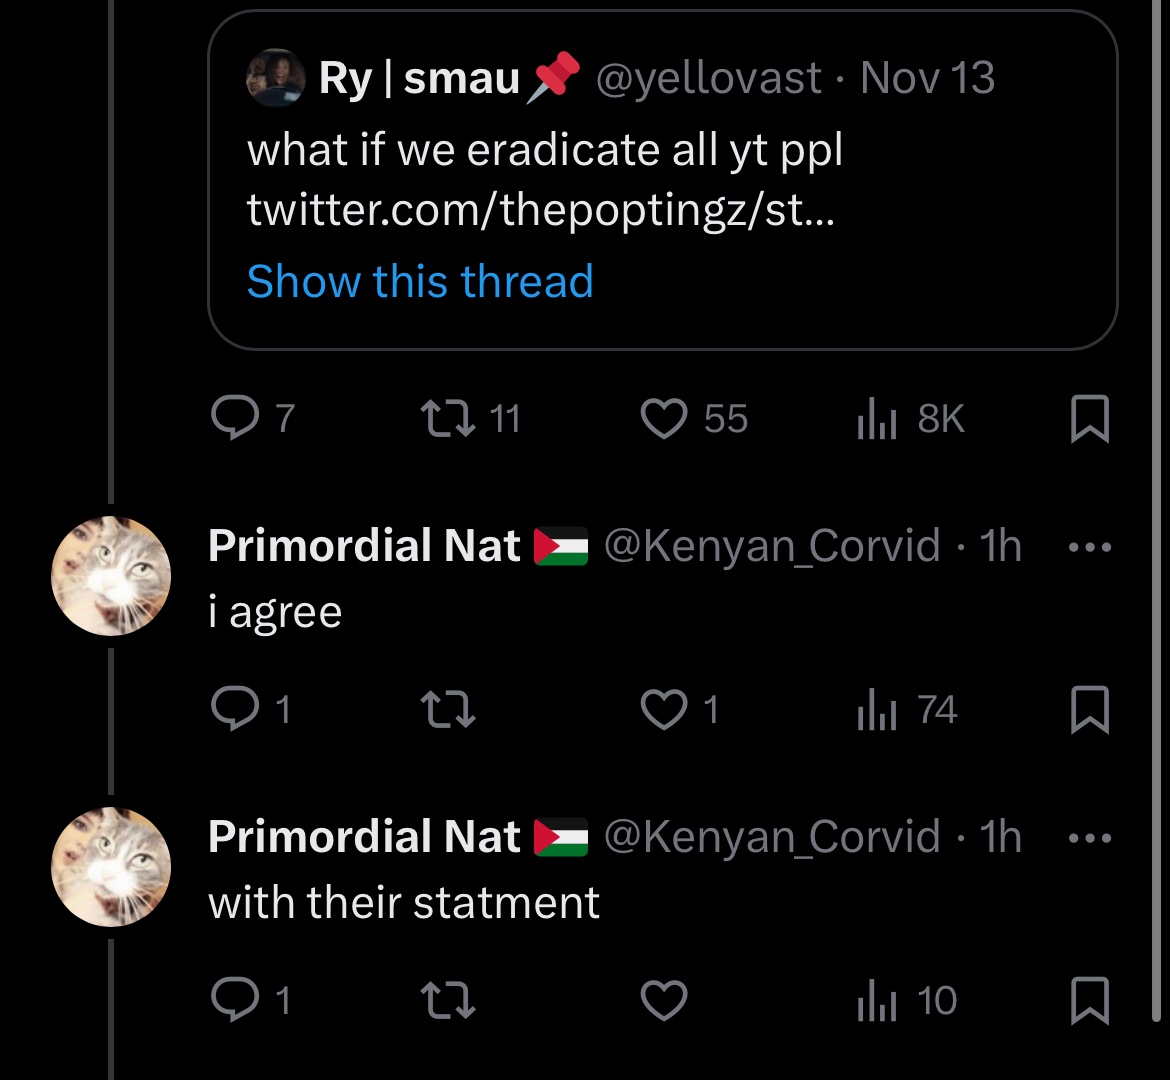 Ry | smau📌 @yellovast · Nov 13
what if we eradicate all yt ppl
twitter.com/thepoptingz/st...
Show this thread
7 11 55 8K
Primordial Nat 🇵🇸 @Kenyan_Corvid · 1h
i agree
1 1 74
Primordial Nat 🇵🇸 @Kenyan_Corvid · 1h
with their statment
1 10